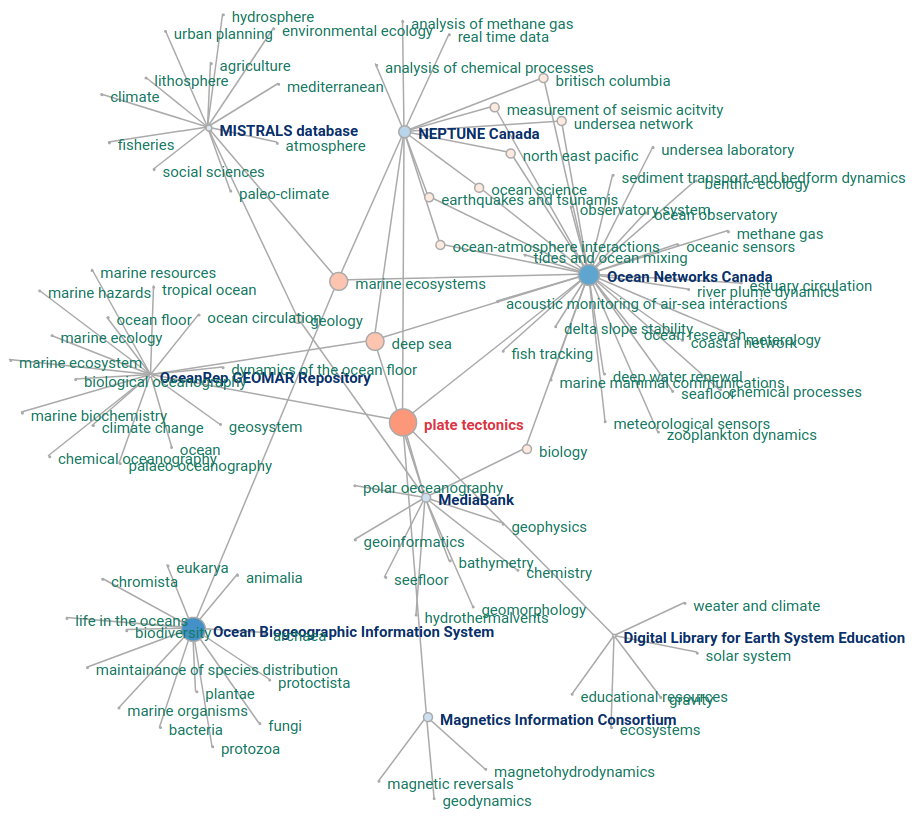 hydrosphere
analysis of methane gas
urban planning
environmental ecology
real time data
agriculture
analysis of chemical processes
lithosphere
britisch columbia
mediterranean
climate
measurement of seismic acitvity
undersea network
MISTRALS database
NEPTUNE Canada
fisheries
atmosphere
undersea laboratory
north east pacific
social sciences
sediment transport and bedform dynamics
benthic ecology
paleo-climate
ocean science
earthquakes and tsunamis
observatory system
ocean observatory
methane gas
ocean-atmosphere interactions
oceanic sensors
tides and ocean mixing
marine resources
Ocean Networks Canada
marine ecosystems
estuary circulation
marine hazards
tropical ocean
river plume dynamics
acoustic monitoring of air-sea interactions
ocean floor
ocean circulation
geology
delta slope stability
ocean research
marine ecology
deep sea
coastal network
meteralogy
fish tracking
marine ecosystem
dynamics of the ocean floor
OceanRep GEOMAR Repository
biological oceanography
deep water renewal
marine mammal communications
seafloor
chemical processes
marine biochemistry
climate change
geosystem
plate tectonics
meteorological sensors
zooplankton dynamics
ocean
biology
chemical oceanography
palaeo oceanography
polar oeceanography
MediaBank
geophysics
geoinformatics
bathymetry
chemistry
eukarya
chromista
animalia
seefloor
geomorphology
hydrothermalvents
weater and climate
life in the oceans
biodiversity
Ocean Biogeographic Information System
archaea
Digital Library for Earth System Education
solar system
maintainance of species distribution
protoctista
plantae
educational resources
gravity
marine organisms
bacteria
fungi
Magnetics Information Consortium
ecosystems
protozoa
magnetohydrodynamics
magnetic reversals
geodynamics